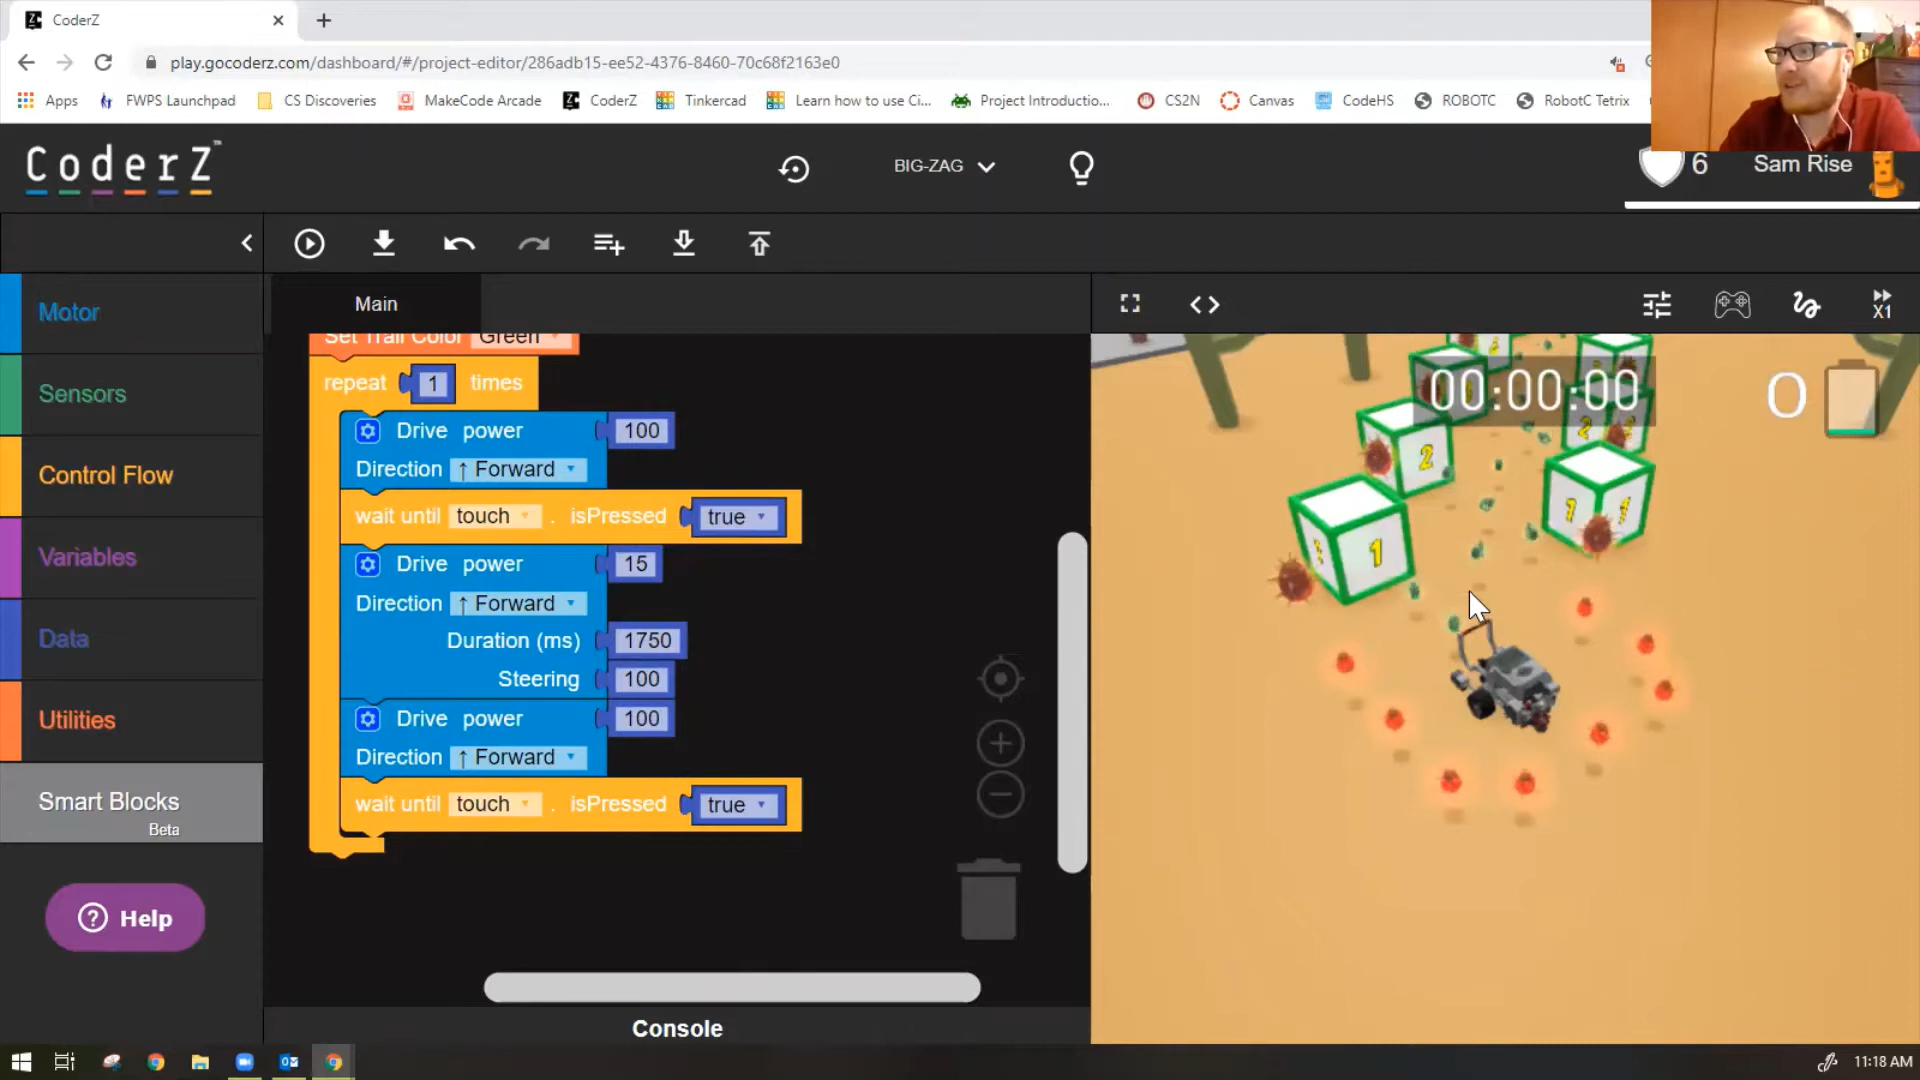 CoderZ
play.gocoderz.com/dashboard/#/project-editor/286adb15-ee52-4376-8460-70c68f2163e0
Apps FWPS Launchpad CS Discoveries MakeCode Arcade CoderZ Tinkercad Learn how to use Ci... Project Introductio... CS2N Canvas CodeHS ROBOTC RobotC Tetrix
CoderZ™
BIG-ZAG
6 Sam Rise
Main
X1
Motor
Sensors
Control Flow
Variables
Data
Utilities
Smart Blocks
Beta
Help
Set Trail Color Green
repeat 1 times
Drive power 100
Direction ↑ Forward
wait until touch . isPressed true
Drive power 15
Direction ↑ Forward
Duration (ms) 1750
Steering 100
Drive power 100
Direction ↑ Forward
wait until touch . isPressed true
00:00:00 0
2
2
1 1
1 1
Console
11:18 AM